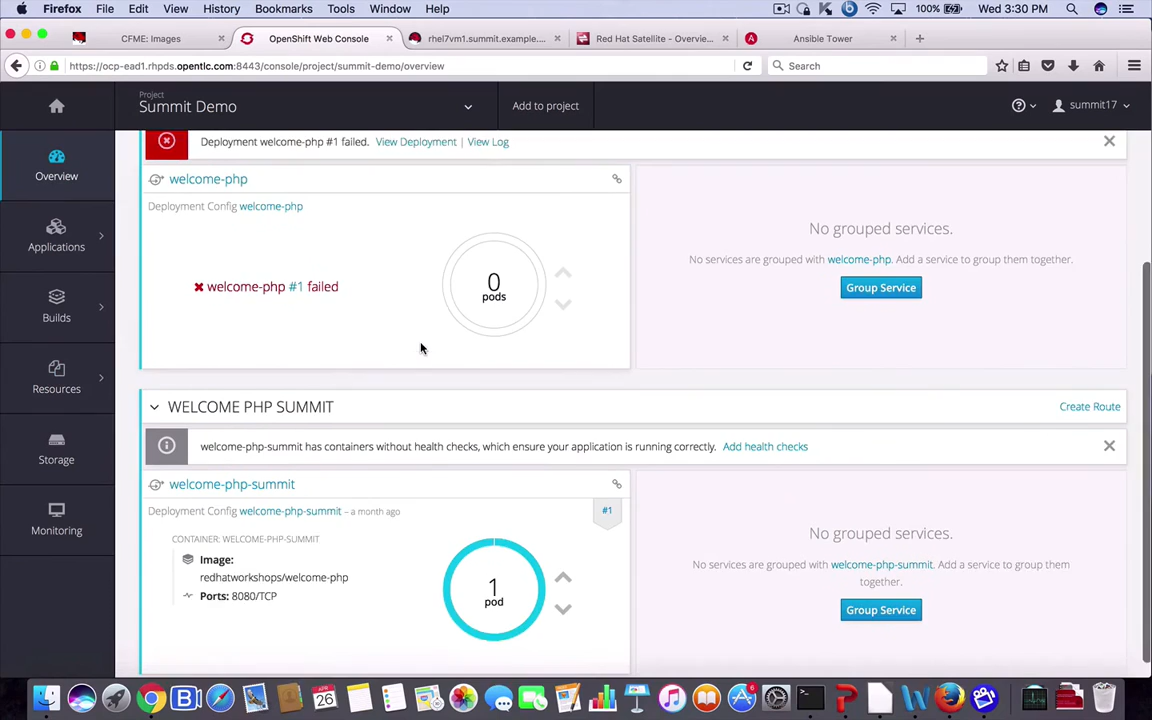 Firefox File Edit View History Bookmarks Tools Window Help 100% Wed 3:30 PM
CFME: Images OpenShift Web Console rhel7vm1.summit.example.... Red Hat Satellite - Overvie... Ansible Tower
https://ocp-ead1.rhpds.opentlc.com:8443/console/project/summit-demo/overview Search
Project
Summit Demo Add to project summit17
Deployment welcome-php #1 failed. View Deployment | View Log
Overview
welcome-php
Deployment Config welcome-php
No grouped services.
Applications
No services are grouped with welcome-php. Add a service to group them together.
welcome-php #1 failed
0
pods
Group Service
Builds
Resources
WELCOME PHP SUMMIT Create Route
welcome-php-summit has containers without health checks, which ensure your application is running correctly. Add health checks
Storage
welcome-php-summit
Deployment Config welcome-php-summit – a month ago #1
Monitoring
CONTAINER: WELCOME-PHP-SUMMIT
Image:
redhatworkshops/welcome-php
Ports: 8080/TCP
1
pod
No grouped services.
No services are grouped with welcome-php-summit. Add a service to group them
together.
Group Service